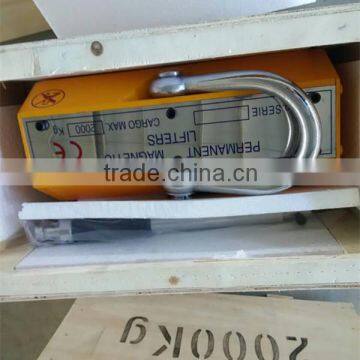 SERIE
PERMANENT
MAGNETIC
LIFTERS
CARGO MAX. 2000 Kg
CE
trade.china.cn
2000Kg